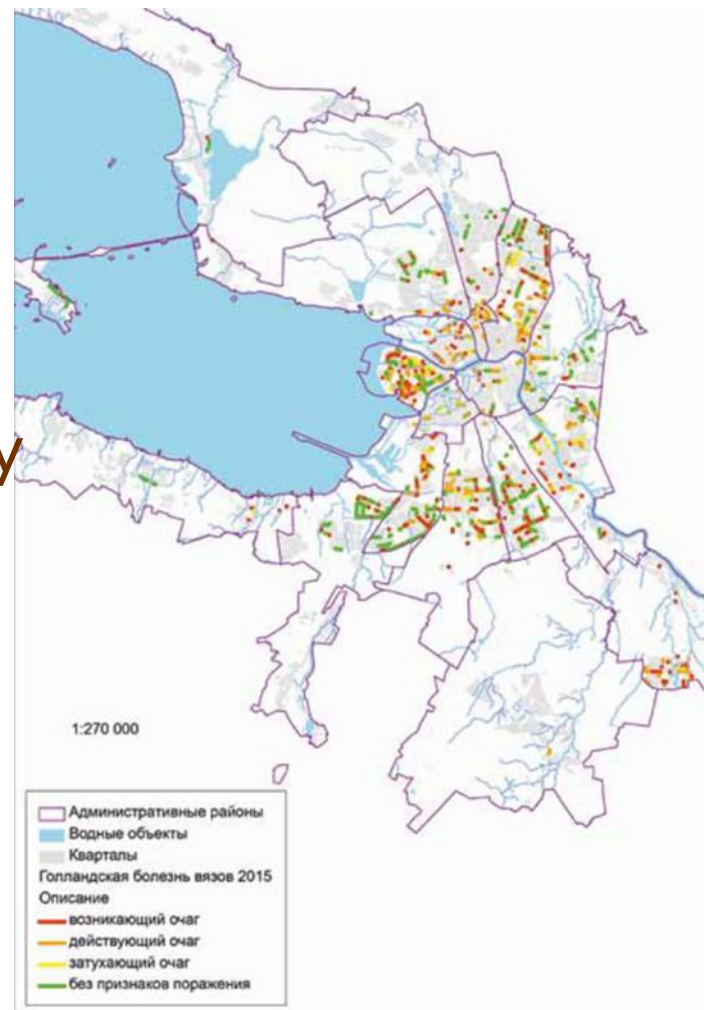 у
1:270 000
Административные районы
Водные объекты
Кварталы
Голландская болезнь вязов 2015
Описание
возникающий очаг
действующий очаг
затухающий очаг
без признаков поражения